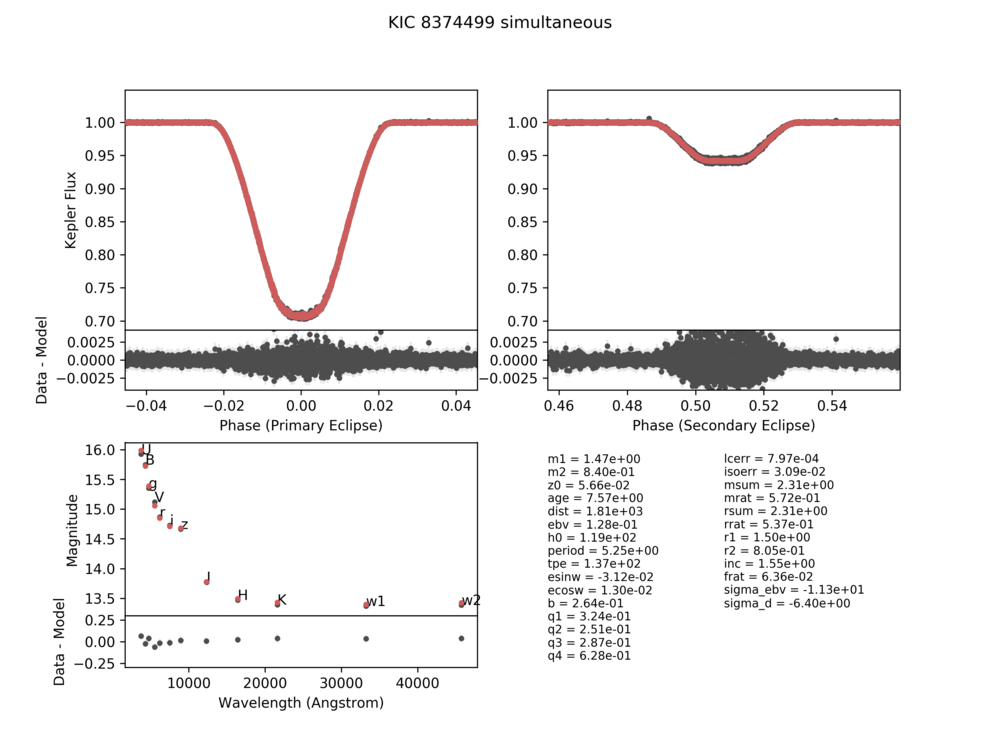 KIC 8374499 simultaneous
1.00
0.95
0.90
0.85
0.80
0.75
0.70
Kepler Flux
0.0025
0.0000
−0.0025
Data - Model
−0.04 −0.02 0.00 0.02 0.04
Phase (Primary Eclipse)
1.00
0.95
0.90
0.85
0.80
0.75
0.70
0.0025
0.0000
−0.0025
0.46 0.48 0.50 0.52 0.54
Phase (Secondary Eclipse)
16.0
15.5
15.0
14.5
14.0
13.5
Magnitude
U
B
g
V
r
i
z
J
H
K
w1
w2
0.25
0.00
−0.25
Data - Model
10000 20000 30000 40000
Wavelength (Angstrom)
m1 = 1.47e+00
m2 = 8.40e-01
z0 = 5.66e-02
age = 7.57e+00
dist = 1.81e+03
ebv = 1.28e-01
h0 = 1.19e+02
period = 5.25e+00
tpe = 1.37e+02
esinw = -3.12e-02
ecosw = 1.30e-02
b = 2.64e-01
q1 = 3.24e-01
q2 = 2.51e-01
q3 = 2.87e-01
q4 = 6.28e-01
lcerr = 7.97e-04
isoerr = 3.09e-02
msum = 2.31e+00
mrat = 5.72e-01
rsum = 2.31e+00
rrat = 5.37e-01
r1 = 1.50e+00
r2 = 8.05e-01
inc = 1.55e+00
frat = 6.36e-02
sigma_ebv = -1.13e+01
sigma_d = -6.40e+00